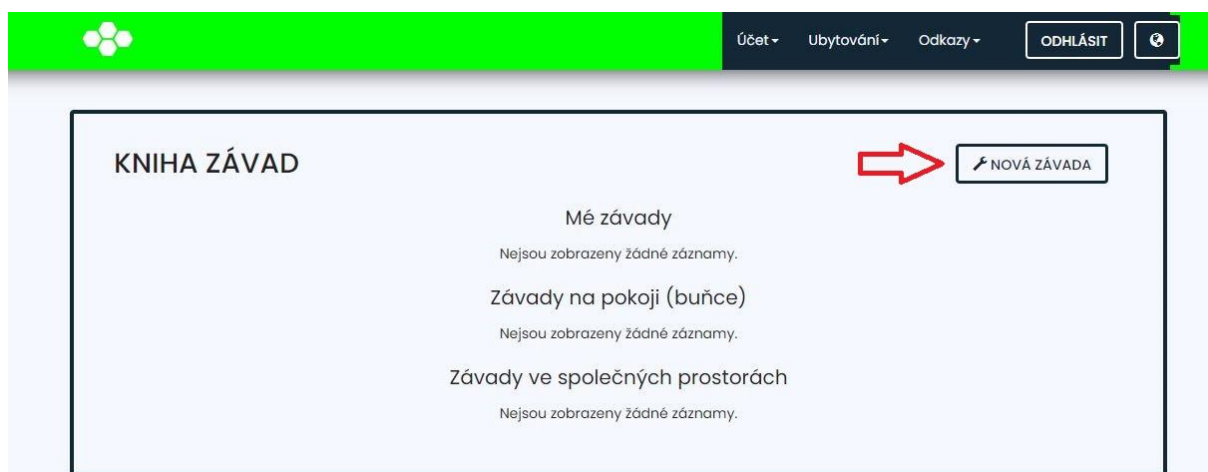 Účet
Ubytování
Odkazy
ODHLÁSIT
KNIHA ZÁVAD
NOVÁ ZÁVADA
Mé závady
Nejsou zobrazeny žádné záznamy.
Závady na pokoji (buňce)
Nejsou zobrazeny žádné záznamy.
Závady ve společných prostorách
Nejsou zobrazeny žádné záznamy.